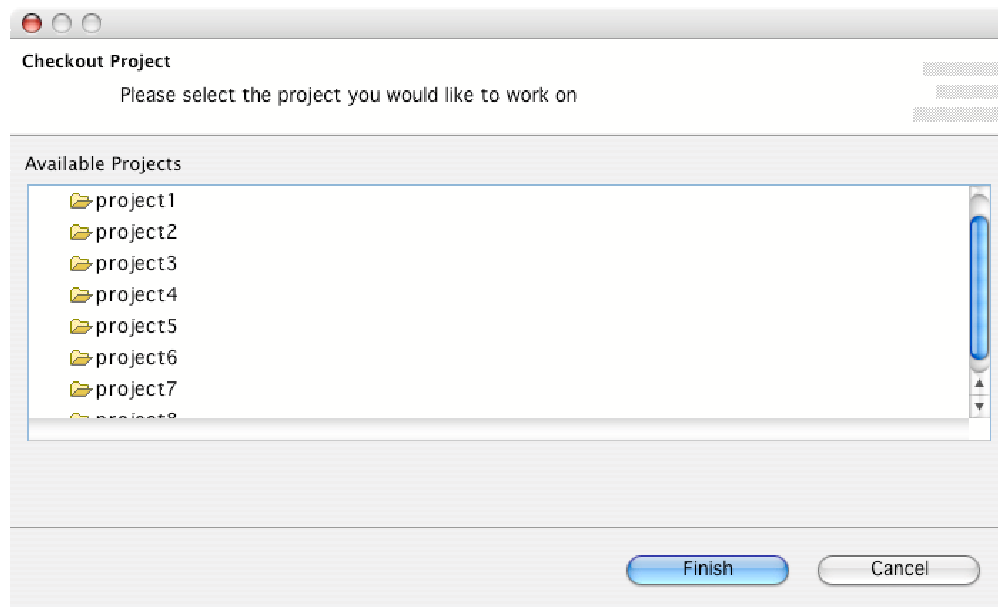 Checkout Project
Please select the project you would like to work on
Available Projects
project1
project2
project3
project4
project5
project6
project7
Finish
Cancel